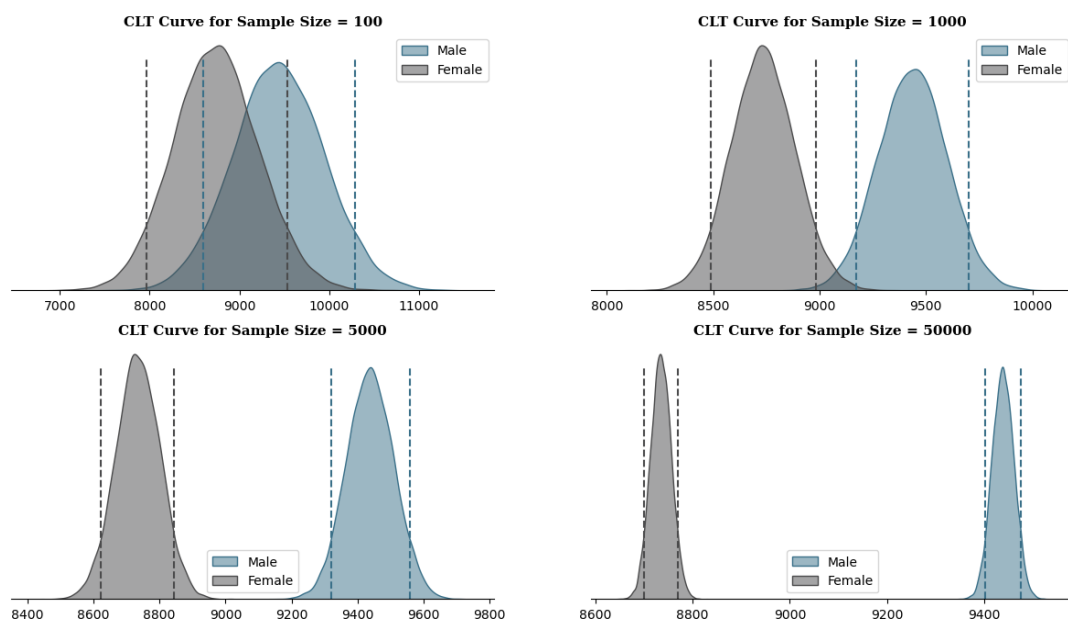 CLT Curve for Sample Size = 100
Male
Female
7000 8000 9000 10000 11000
CLT Curve for Sample Size = 1000
Male
Female
8000 8500 9000 9500 10000
CLT Curve for Sample Size = 5000
Male
Female
8400 8600 8800 9000 9200 9400 9600 9800
CLT Curve for Sample Size = 50000
Male
Female
8600 8800 9000 9200 9400